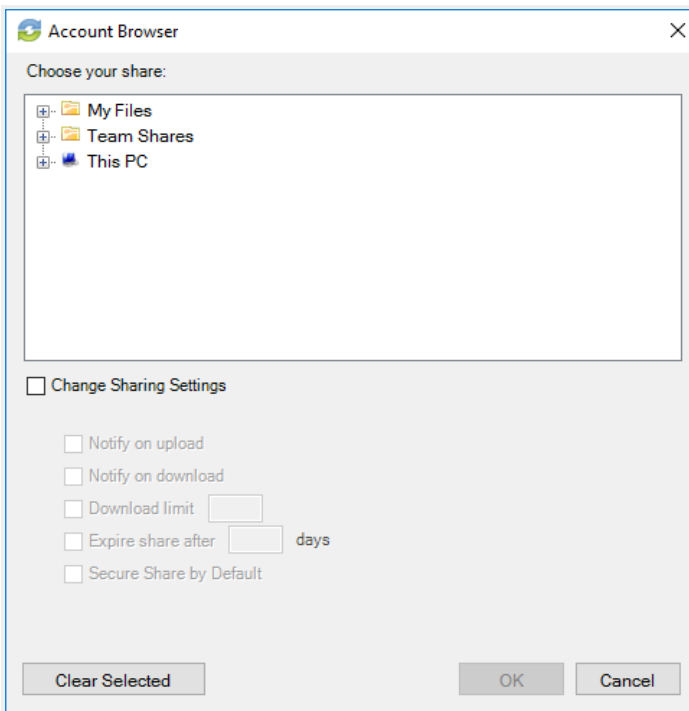 Account Browser
Choose your share:
My Files
Team Shares
This PC
Change Sharing Settings
Notify on upload
Notify on download
Download limit
Expire share after days
Secure Share by Default
Clear Selected OK Cancel